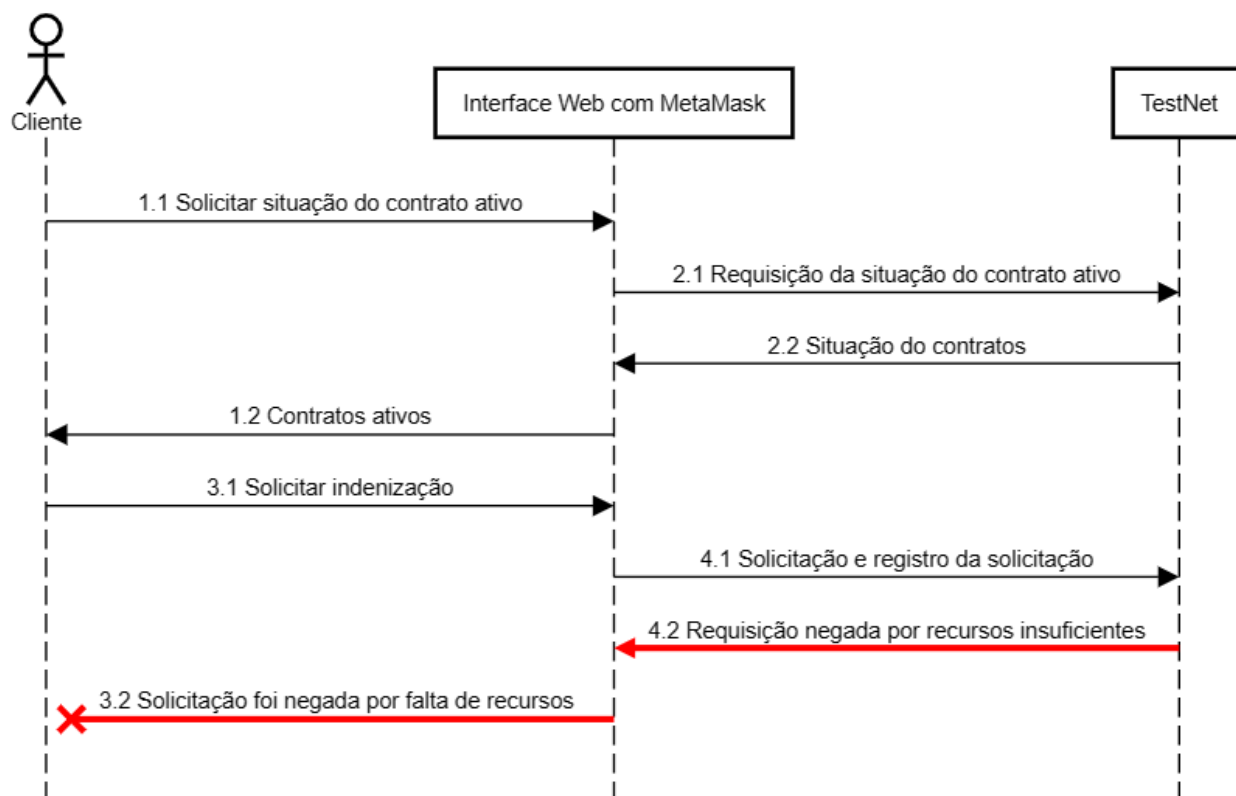 Cliente
Interface Web com MetaMask
TestNet
1.1 Solicitar situação do contrato ativo
2.1 Requisição da situação do contrato ativo
2.2 Situação do contratos
1.2 Contratos ativos
3.1 Solicitar indenização
4.1 Solicitação e registro da solicitação
4.2 Requisição negada por recursos insuficientes
3.2 Solicitação foi negada por falta de recursos